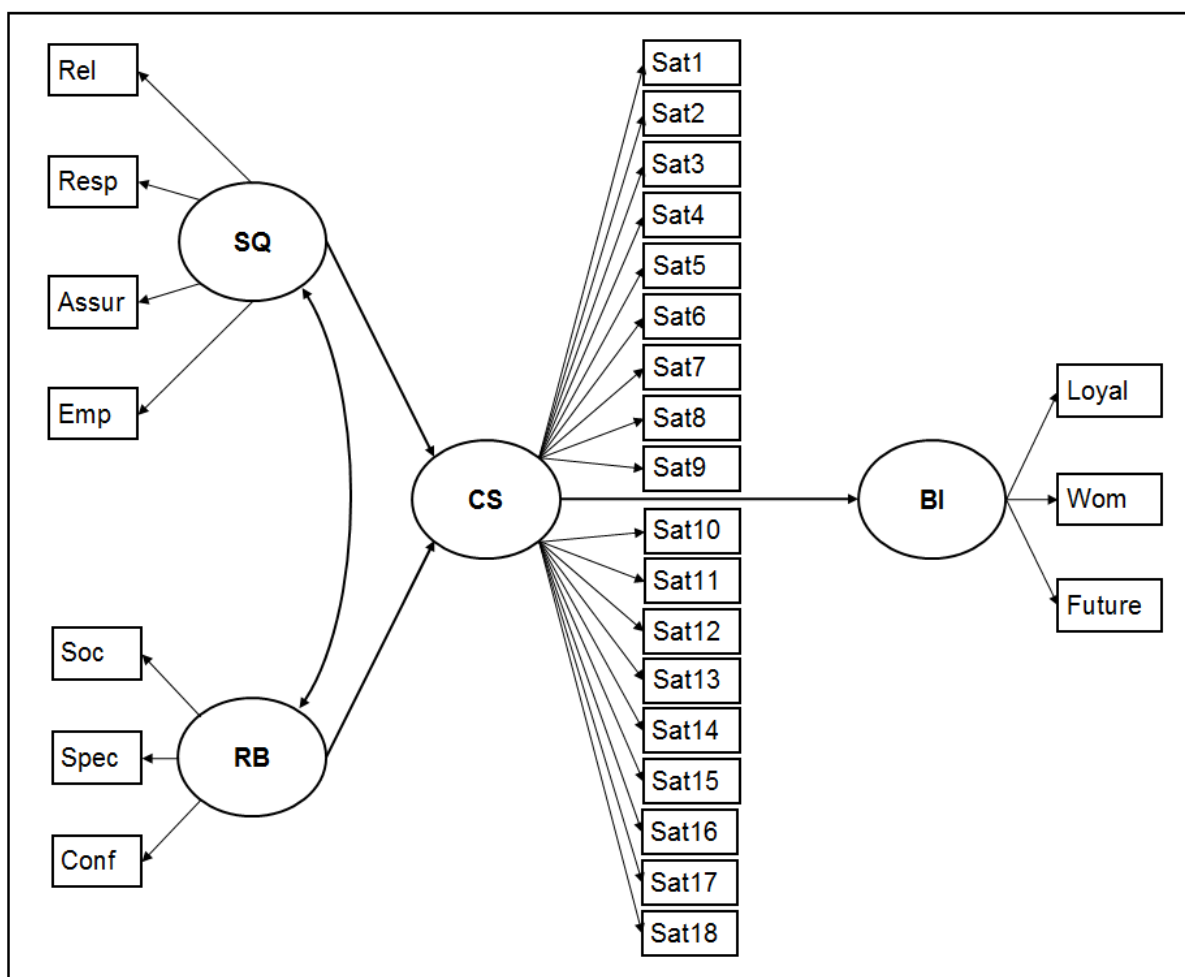 Rel
Resp
SQ
Assur
Emp
Soc
RB
Spec
Conf
CS
Sat1
Sat2
Sat3
Sat4
Sat5
Sat6
Sat7
Sat8
Sat9
Sat10
Sat11
Sat12
Sat13
Sat14
Sat15
Sat16
Sat17
Sat18
BI
Loyal
Wom
Future